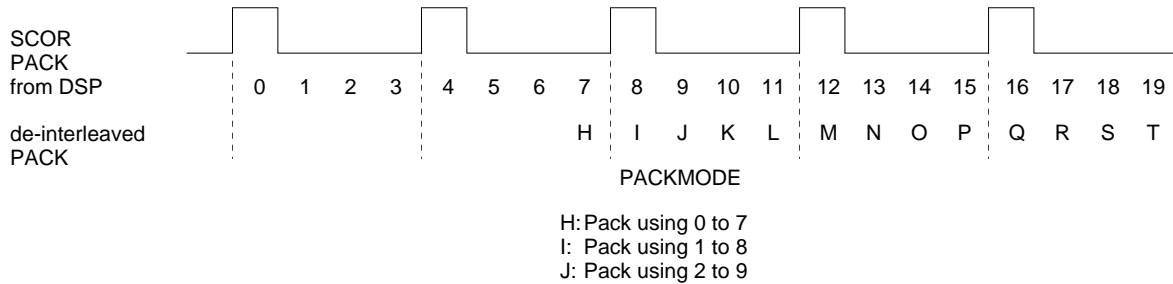 SCOR
PACK
from DSP 0 1 2 3 4 5 6 7 8 9 10 11 12 13 14 15 16 17 18 19
de-interleaved H I J K L M N O P Q R S T
PACK
PACKMODE
H: Pack using 0 to 7
I: Pack using 1 to 8
J: Pack using 2 to 9